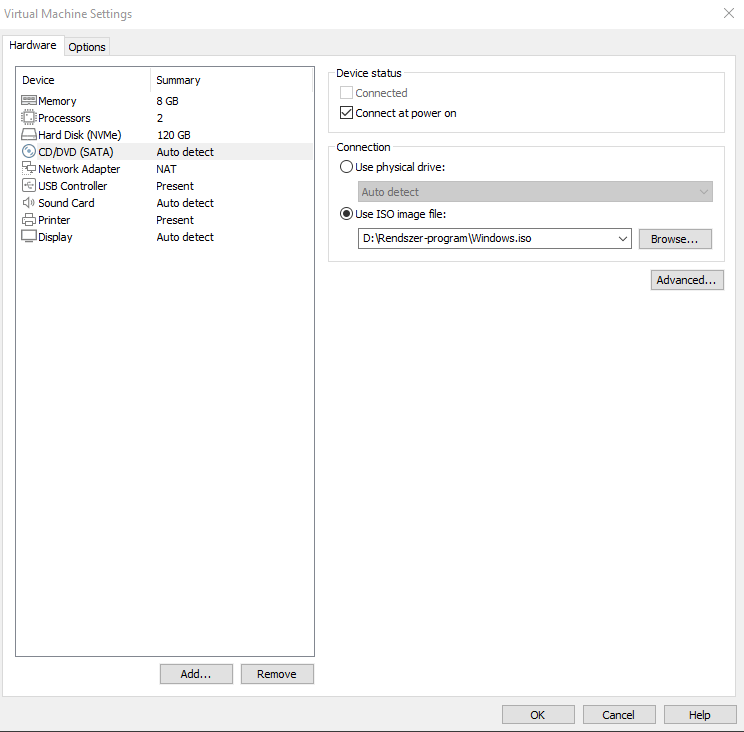 Virtual Machine Settings
Hardware Options
Device Summary
Memory 8 GB
Processors 2
Hard Disk (NVMe) 120 GB
CD/DVD (SATA) Auto detect
Network Adapter NAT
USB Controller Present
Sound Card Auto detect
Printer Present
Display Auto detect
Add... Remove
Device status
Connected
Connect at power on
Connection
Use physical drive:
Auto detect
Use ISO image file:
D:\Rendszer-program\Windows.iso Browse...
Advanced...
OK Cancel Help